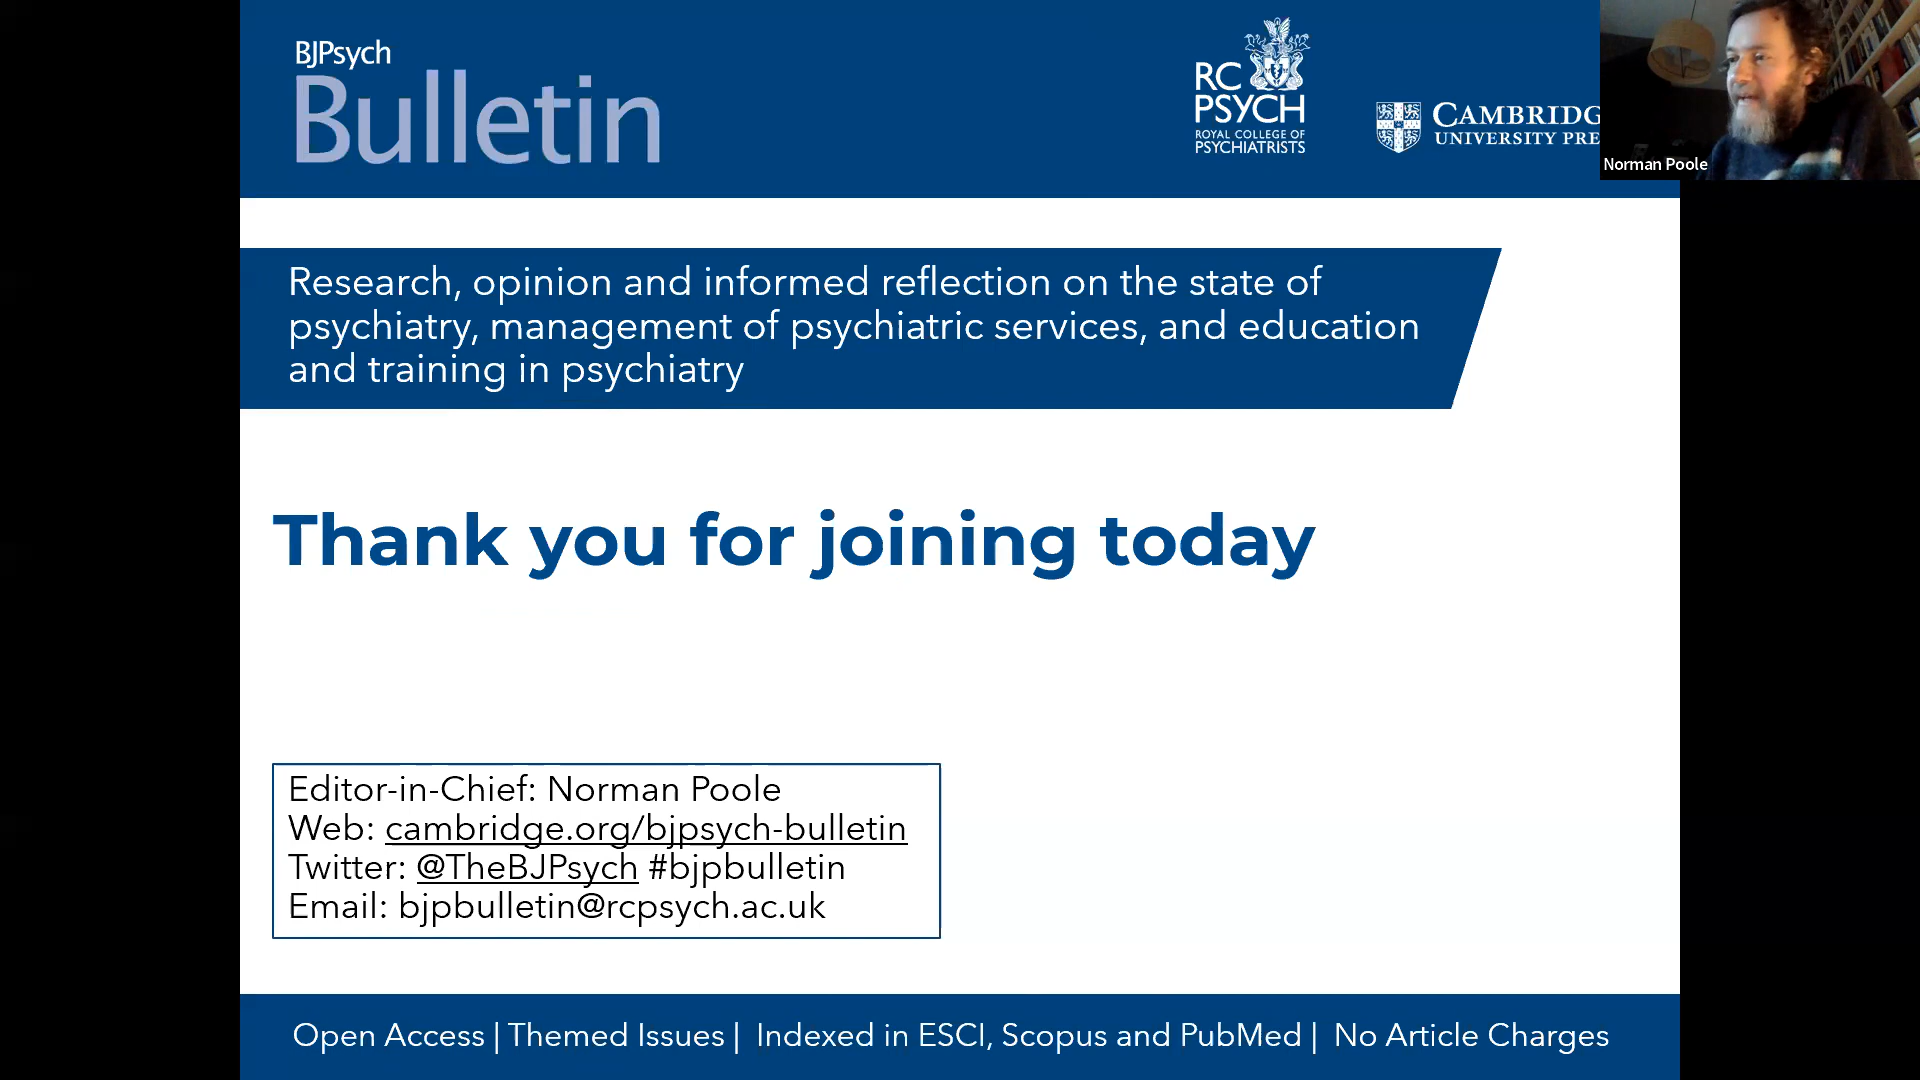 BJPsych
Bulletin
RC
PSYCH
ROYAL COLLEGE OF
PSYCHIATRISTS
CAMBRIDG
UNIVERSITY PRE
Norman Poole
Research, opinion and informed reflection on the state of
psychiatry, management of psychiatric services, and education
and training in psychiatry
Thank you for joining today
Editor-in-Chief: Norman Poole
Web: cambridge.org/bjpsych-bulletin
Twitter: @TheBJPsych #bjpbulletin
Email: bjpbulletin@rcpsych.ac.uk
Open Access | Themed Issues | Indexed in ESCI, Scopus and PubMed | No Article Charges